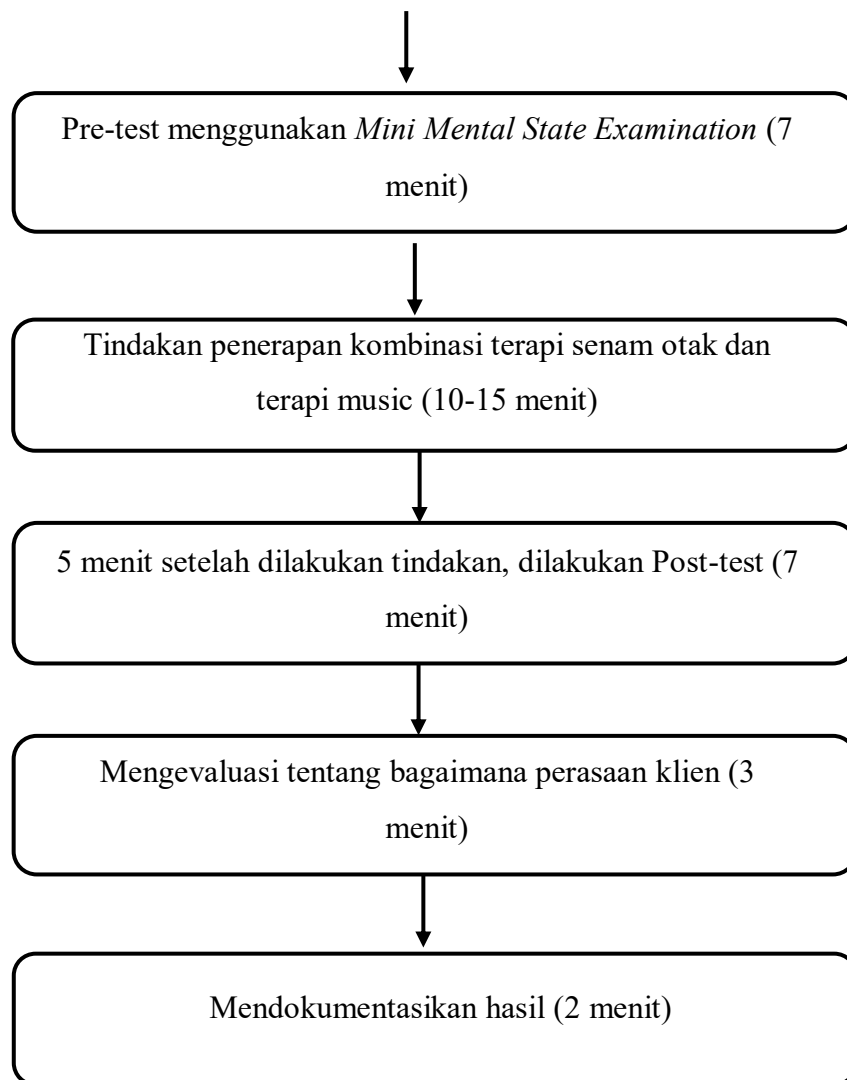 Pre-test menggunakan Mini Mental State Examination (7
menit)
Tindakan penerapan kombinasi terapi senam otak dan
terapi music (10-15 menit)
5 menit setelah dilakukan tindakan, dilakukan Post-test (7
menit)
Mengevaluasi tentang bagaimana perasaan klien (3
menit)
Mendokumentasikan hasil (2 menit)